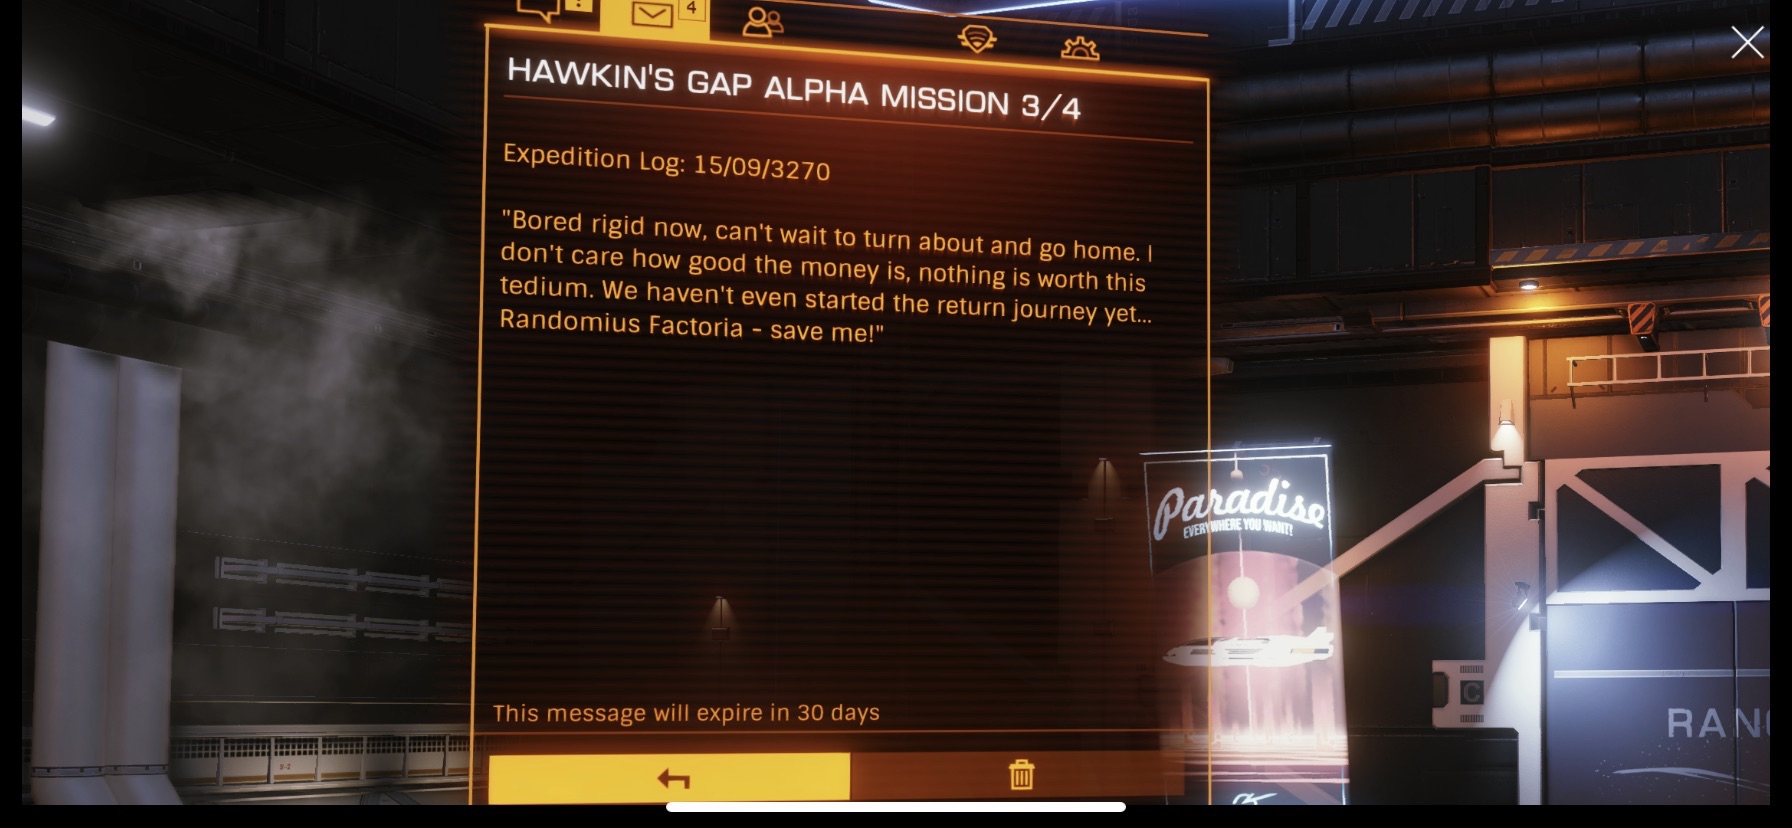 4
HAWKIN'S GAP ALPHA MISSION 3/4
Expedition Log: 15/09/3270
"Bored rigid now, can't wait to turn about and go home. I
don't care how good the money is, nothing is worth this
tedium. We haven't even started the return journey yet...
Randomius Factoria - save me!"
This message will expire in 30 days
Paradise
EVERYWHERE YOU WANT!
C
RANG